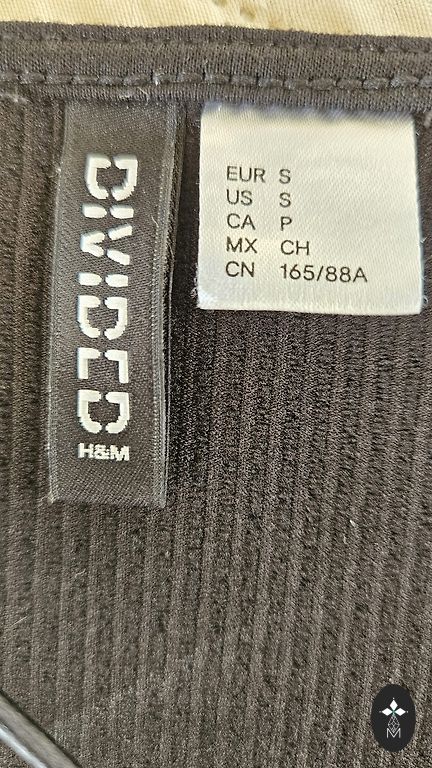 DIVIDED
H&M
EUR S
US S
CA P
MX CH
CN 165/88A